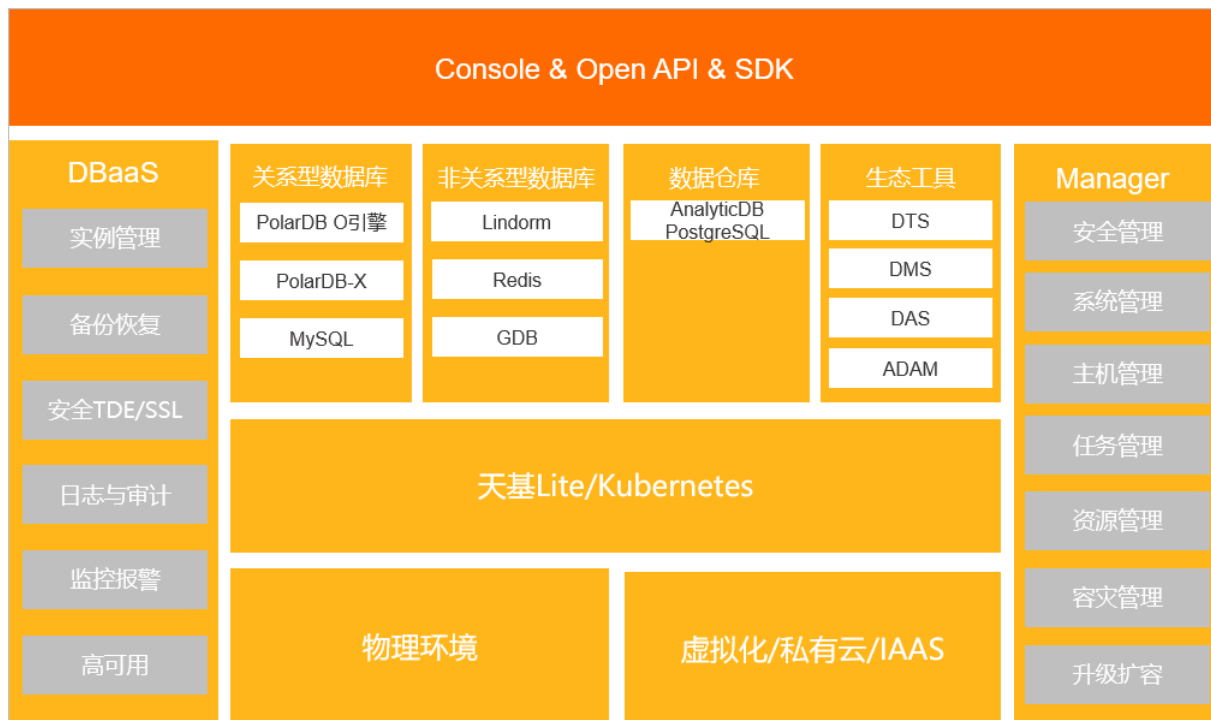 Console & Open API & SDK
DBaaS
实例管理
备份恢复
安全TDE/SSL
日志与审计
监控报警
高可用
关系型数据库
PolarDB O引擎
PolarDB-X
MySQL
非关系型数据库
Lindorm
Redis
GDB
数据仓库
AnalyticDB
PostgreSQL
生态工具
DTS
DMS
DAS
ADAM
天基Lite/Kubernetes
物理环境
虚拟化/私有云/IAAS
Manager
安全管理
系统管理
主机管理
任务管理
资源管理
容灾管理
升级扩容